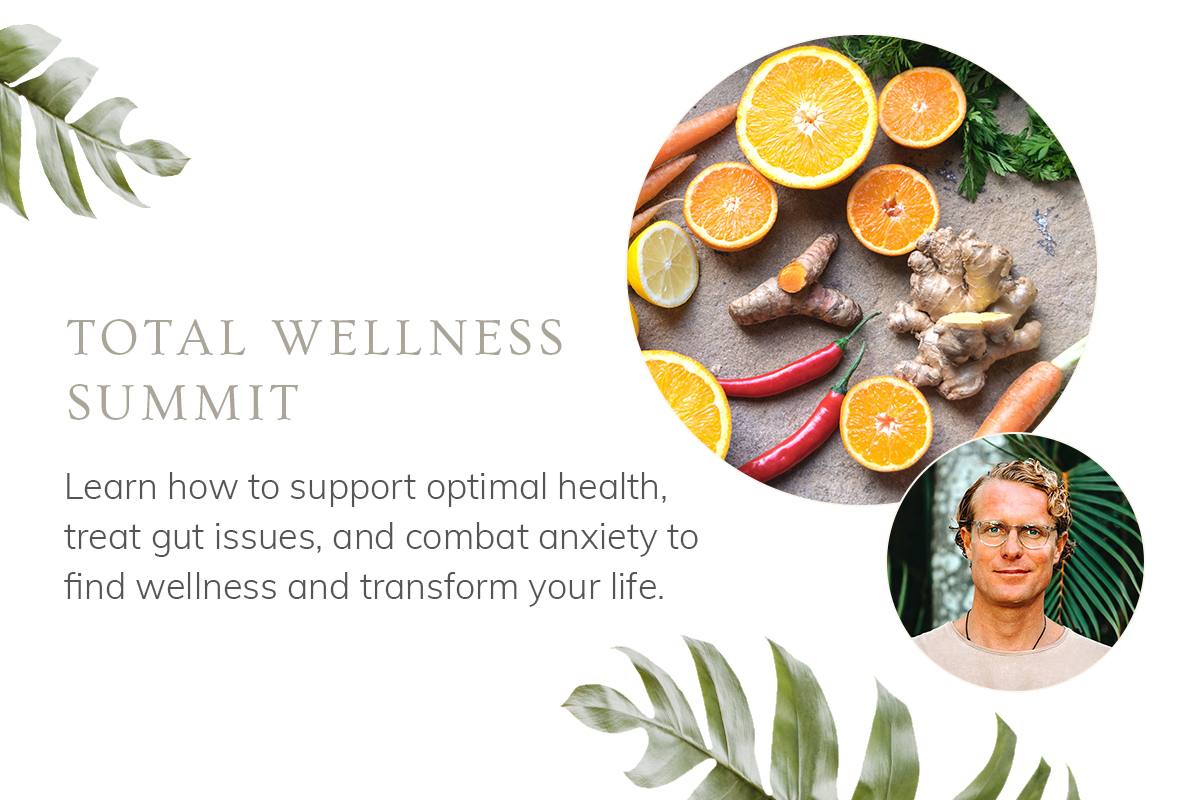 TOTAL WELLNESS
SUMMIT
Learn how to support optimal health,
treat gut issues, and combat anxiety to
find wellness and transform your life.